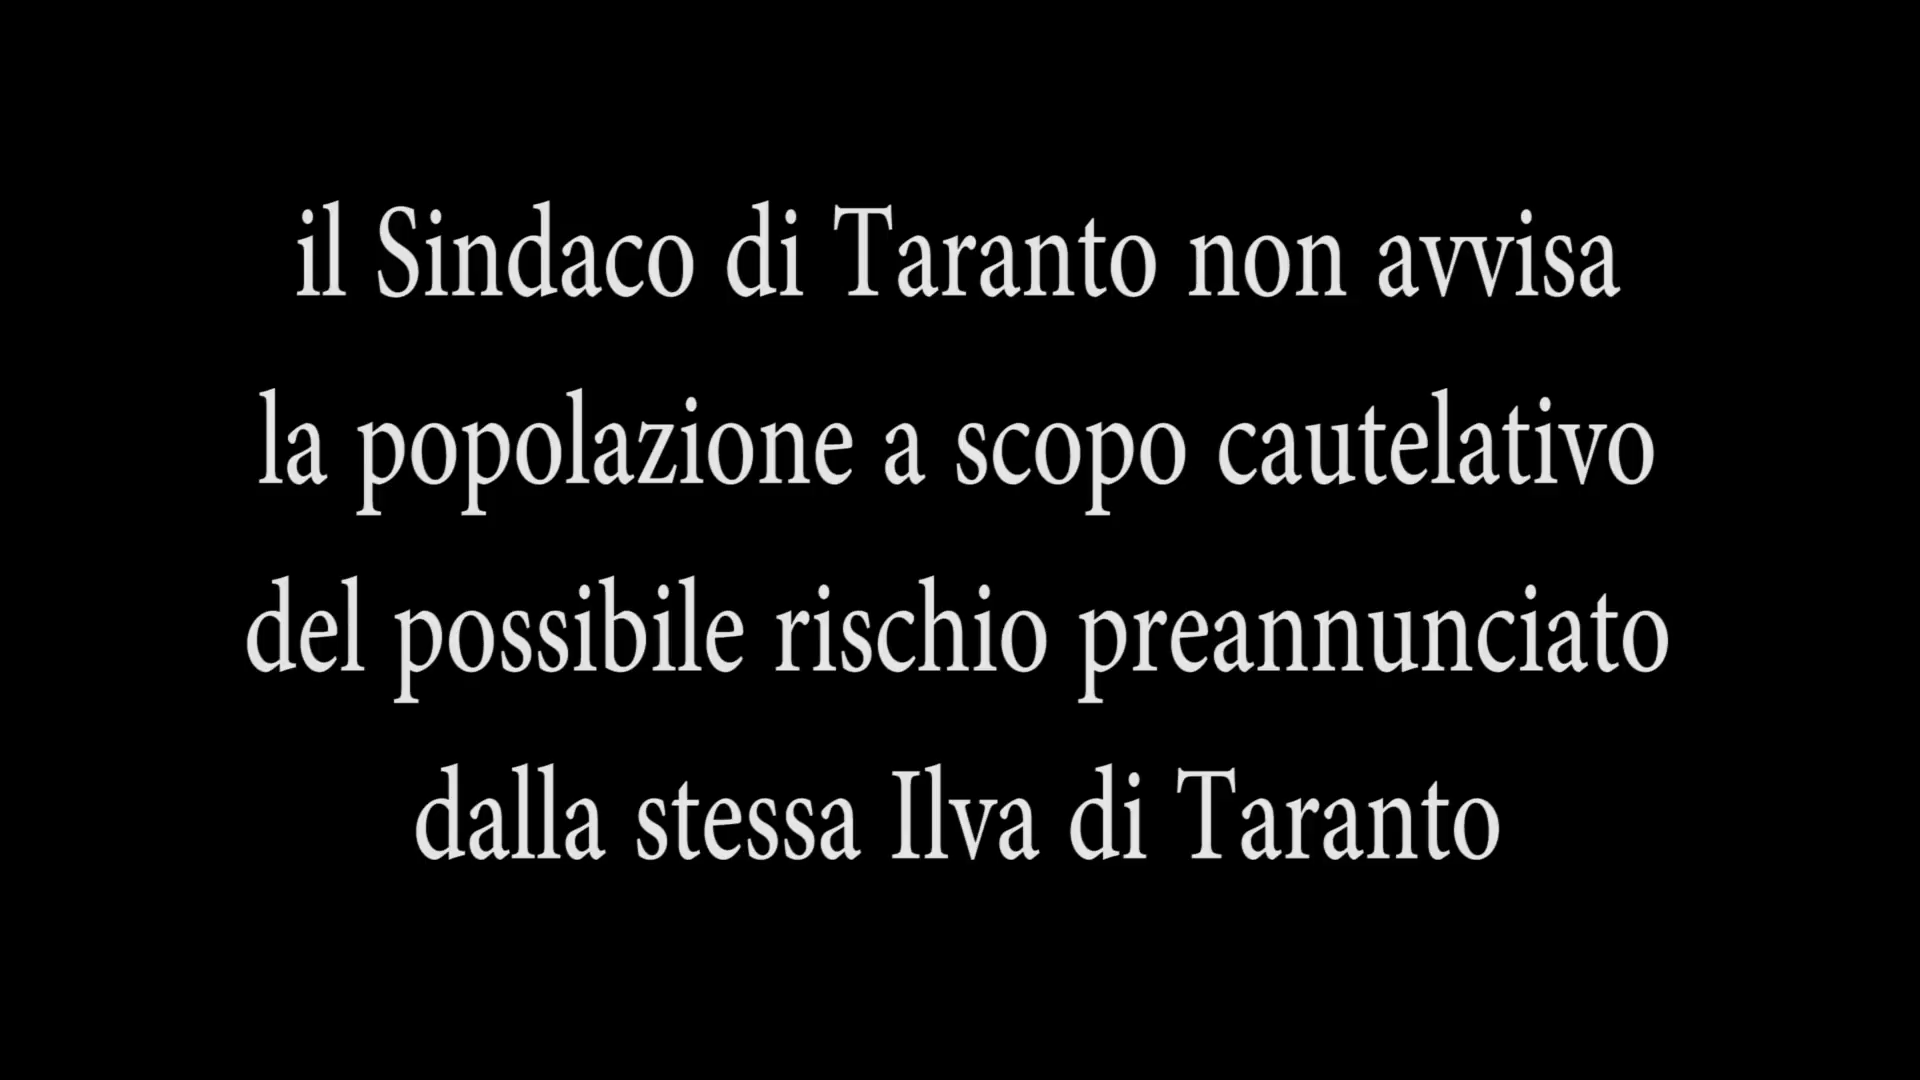 il Sindaco di Taranto non avvisa
la popolazione a scopo cautelativo
del possibile rischio preannunciato
dalla stessa Ilva di Taranto